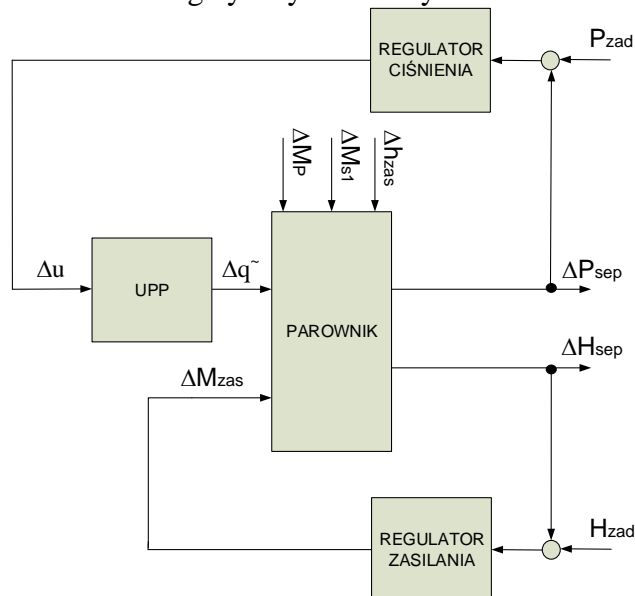 REGULATOR
CIŚNIENIA
Pzad
ΔMP
ΔMs1
Δhzas
Δu
UPP
Δq~
PAROWNIK
ΔPsep
ΔHsep
ΔMzas
REGULATOR
ZASILANIA
Hzad